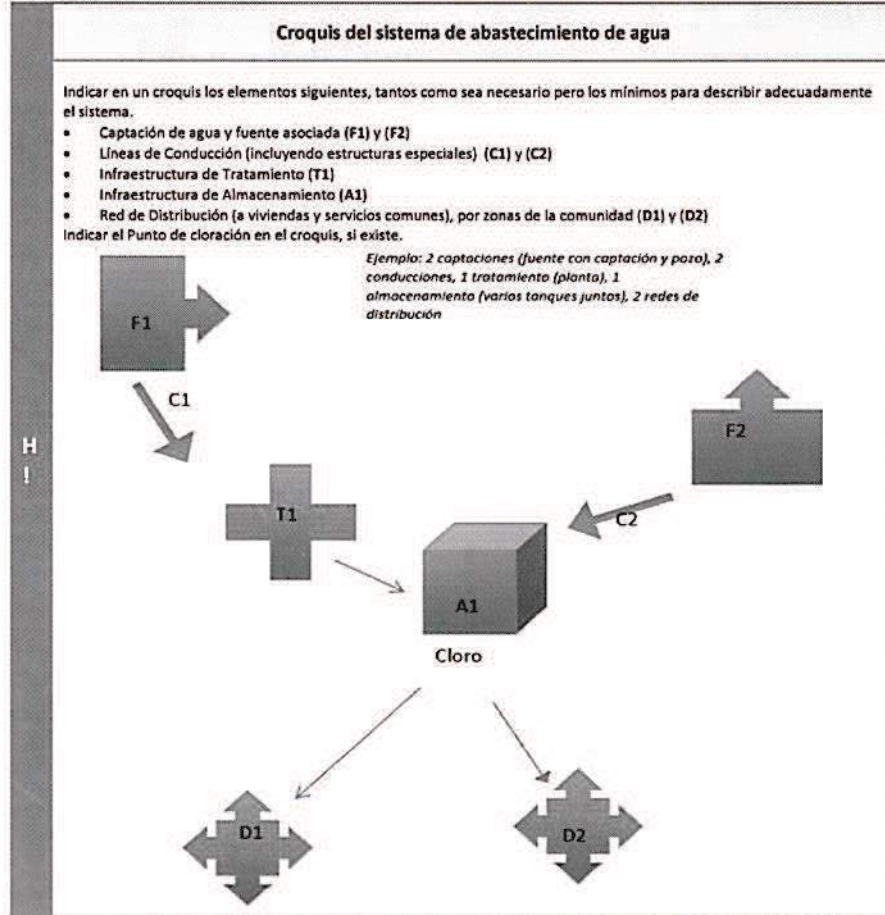 Croquis del sistema de abastecimiento de agua
Indicar en un croquis los elementos siguientes, tantos como sea necesario pero los mínimos para describir adecuadamente
el sistema.
• Captación de agua y fuente asociada (F1) y (F2)
• Líneas de Conducción (incluyendo estructuras especiales) (C1) y (C2)
• Infraestructura de Tratamiento (T1)
• Infraestructura de Almacenamiento (A1)
• Red de Distribución (a viviendas y servicios comunes), por zonas de la comunidad (D1) y (D2)
Indicar el Punto de cloración en el croquis, si existe.
Ejemplo: 2 captaciones (fuente con captación y pozo), 2
conducciones, 1 tratamiento (planta), 1
almacenamiento (varios tanques juntos), 2 redes de
distribución
F1
C1
F2
H
!
T1
C2
A1
Cloro
D1
D2